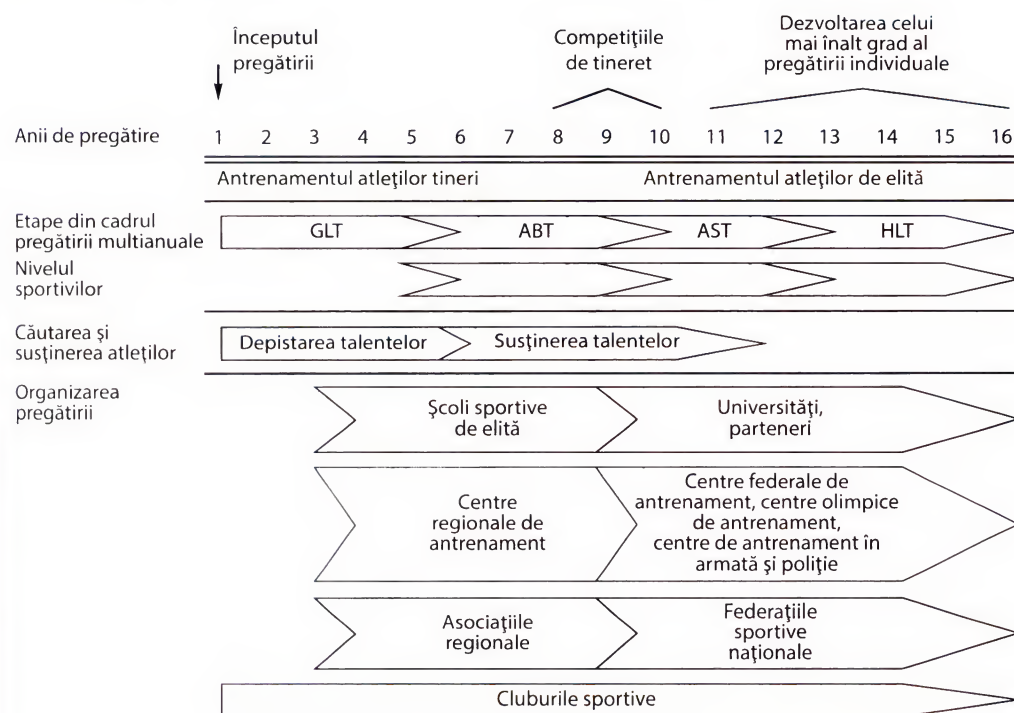 Începutul
pregătirii
Competiţiile
de tineret
Dezvoltarea celui
mai înalt grad al
pregătirii individuale
Anii de pregătire 1 2 3 4 5 6 7 8 9 10 11 12 13 14 15 16
Antrenamentul atleţilor tineri Antrenamentul atleţilor de elită
Etape din cadrul
pregătirii multianuale
GLT ABT AST HLT
Nivelul
sportivilor
Căutarea şi
susţinerea atleţilor
Depistarea talentelor Susţinerea talentelor
Organizarea
pregătirii
Şcoli sportive
de elită
Universităţi,
parteneri
Centre
regionale de
antrenament
Centre federale de
antrenament, centre olimpice
de antrenament,
centre de antrenament în
armată şi poliţie
Asociaţiile
regionale
Federaţiile
sportive
naţionale
Cluburile sportive